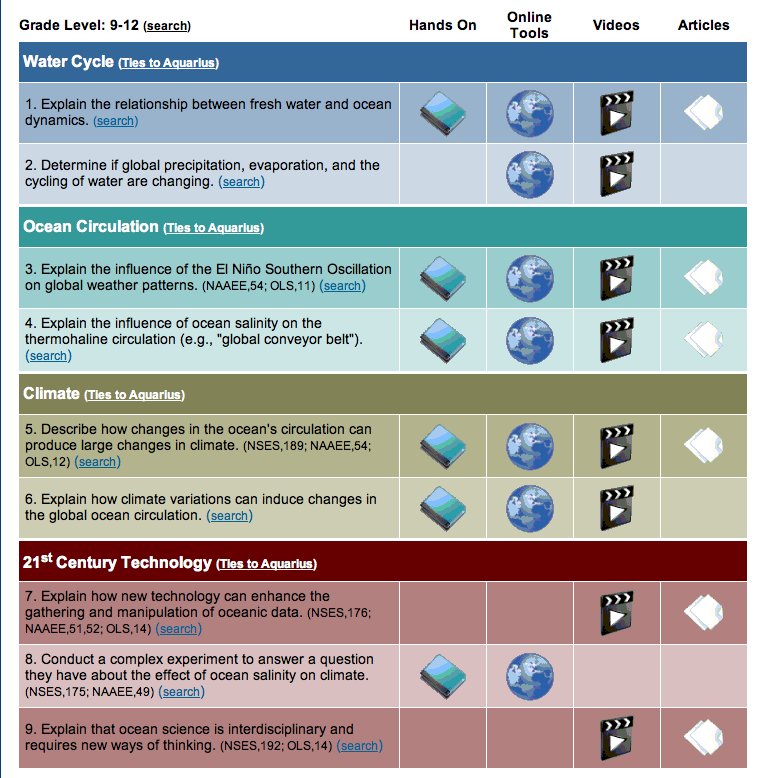 Grade Level: 9-12 (search)
Hands On
Online
Tools
Videos
Articles
Water Cycle (Ties to Aquarius)
1. Explain the relationship between fresh water and ocean
dynamics. (search)
2. Determine if global precipitation, evaporation, and the
cycling of water are changing. (search)
Ocean Circulation (Ties to Aquarius)
3. Explain the influence of the El Niño Southern Oscillation
on global weather patterns. (NAAEE,54; OLS,11) (search)
4. Explain the influence of ocean salinity on the
thermohaline circulation (e.g., "global conveyor belt").
(search)
Climate (Ties to Aquarius)
5. Describe how changes in the ocean's circulation can
produce large changes in climate. (NSES,189; NAAEE,54;
OLS,12) (search)
6. Explain how climate variations can induce changes in
the global ocean circulation. (search)
21st Century Technology (Ties to Aquarius)
7. Explain how new technology can enhance the
gathering and manipulation of oceanic data. (NSES,176;
NAAEE,51,52; OLS,14) (search)
8. Conduct a complex experiment to answer a question
they have about the effect of ocean salinity on climate.
(NSES,175; NAAEE,49) (search)
9. Explain that ocean science is interdisciplinary and
requires new ways of thinking. (NSES,192; OLS,14) (search)